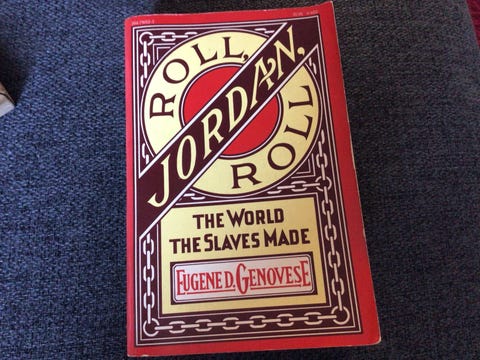 ROLL,
JORDAN,
ROLL
THE WORLD
THE SLAVES MADE
EUGENE D. GENOVESE